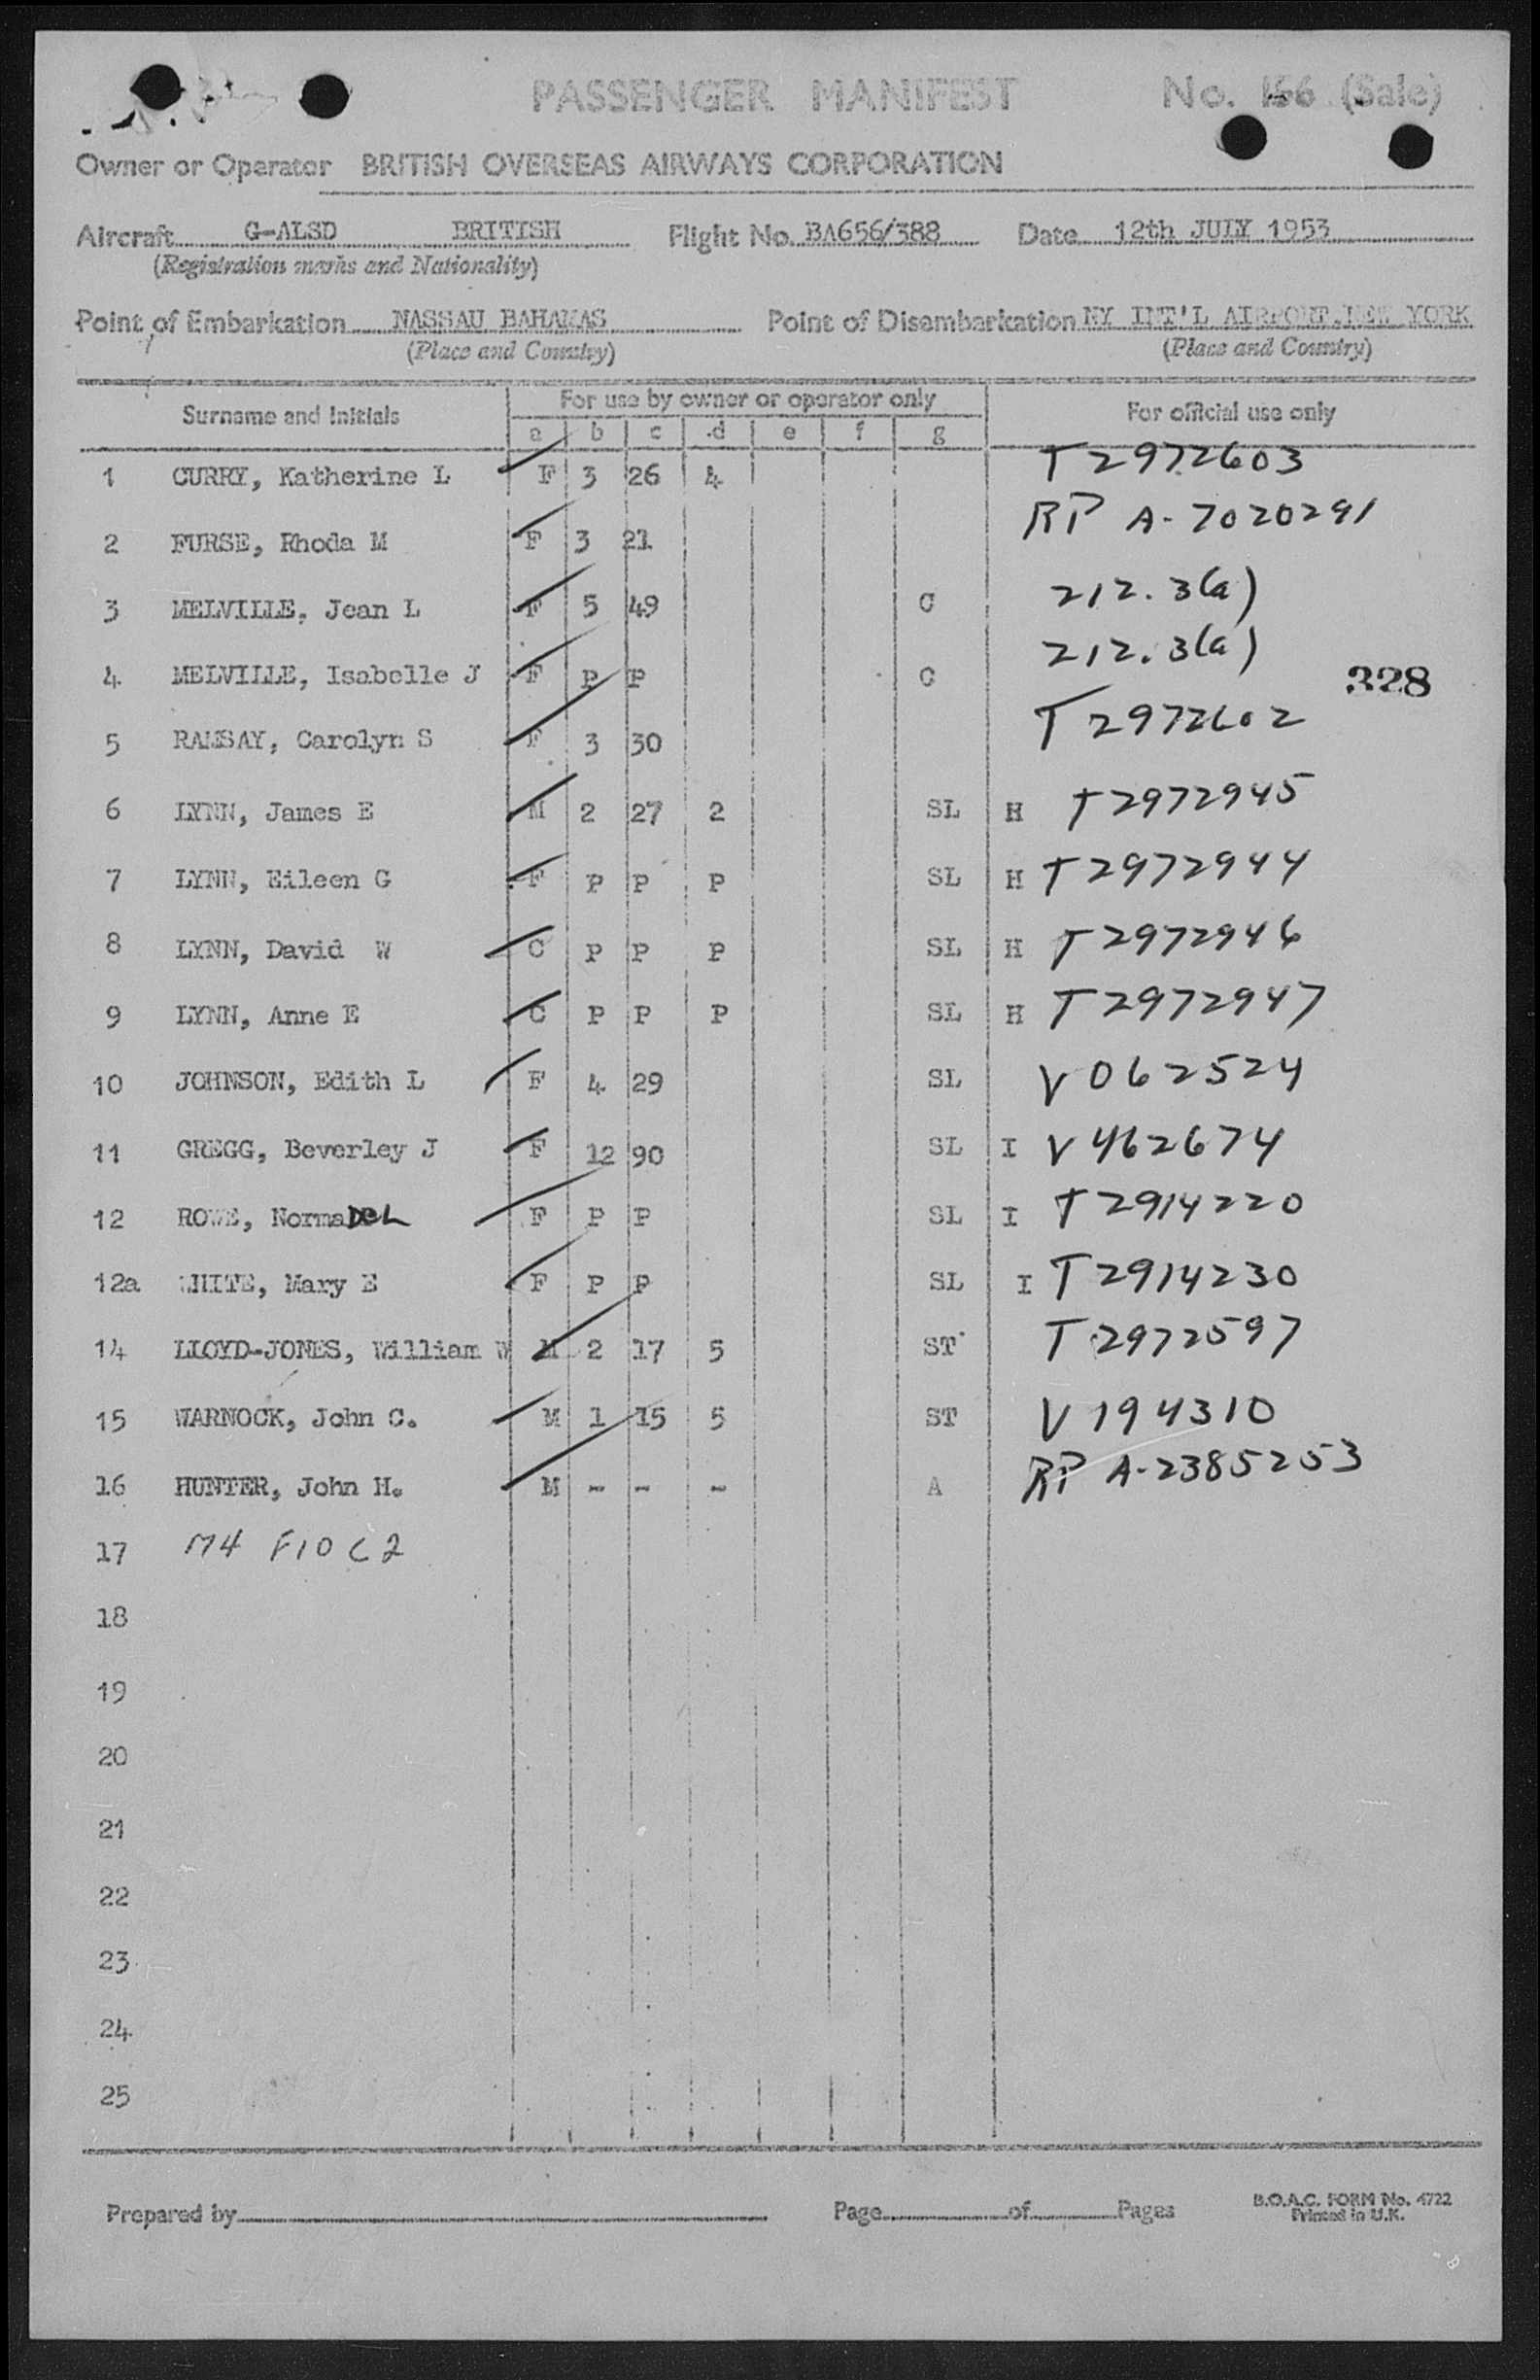 PASSENGER MANIFEST No. 156 (Sale)
Owner or Operator BRITISH OVERSEAS AIRWAYS CORPORATION
Aircraft G-ALSD BRITISH Flight No. BA656/388 Date 12th JULY 1953
(Registration marks and Nationality)
Point of Embarkation NASSAU BAHAMAS Point of Disembarkation NY INT'L AIRPORT, NEW YORK
(Place and Country) (Place and Country)
Surname and Initials For use by owner or operator only For official use only
a b c d e f g
1 CURRY, Katherine L F 3 26 4 T2972603
2 FURSE, Rhoda M F 3 21 RP A-7020291
3 MELVILLE, Jean L F 5 49 C 212.3(a)
4 MELVILLE, Isabelle J F P P C 212.3(a)
328
5 RAMSAY, Carolyn S F 3 30 T2972602
6 LYNN, James E M 2 27 2 SL H T2972945
7 LYNN, Eileen G F P P P SL H T2972944
8 LYNN, David W C P P P SL H T2972946
9 LYNN, Anne E C P P P SL H T2972947
10 JOHNSON, Edith L F 4 29 SL V062524
11 GREGG, Beverley J F 12 90 SL I V462674
12 ROWE, NormaDeL F P P SL I T2914220
12a WHITE, Mary E F P P SL I T2914230
14 LLOYD-JONES, William W M 2 17 5 ST T2972597
15 WARNOCK, John C. M 1 15 5 ST V194310
16 HUNTER, John H. M - - - A RP A-2385253
17 M4 F10 C2
18
19
20
21
22
23
24
25
Prepared by Page of Pages B.O.A.C. FORM No. 4722
Printed in U.K.